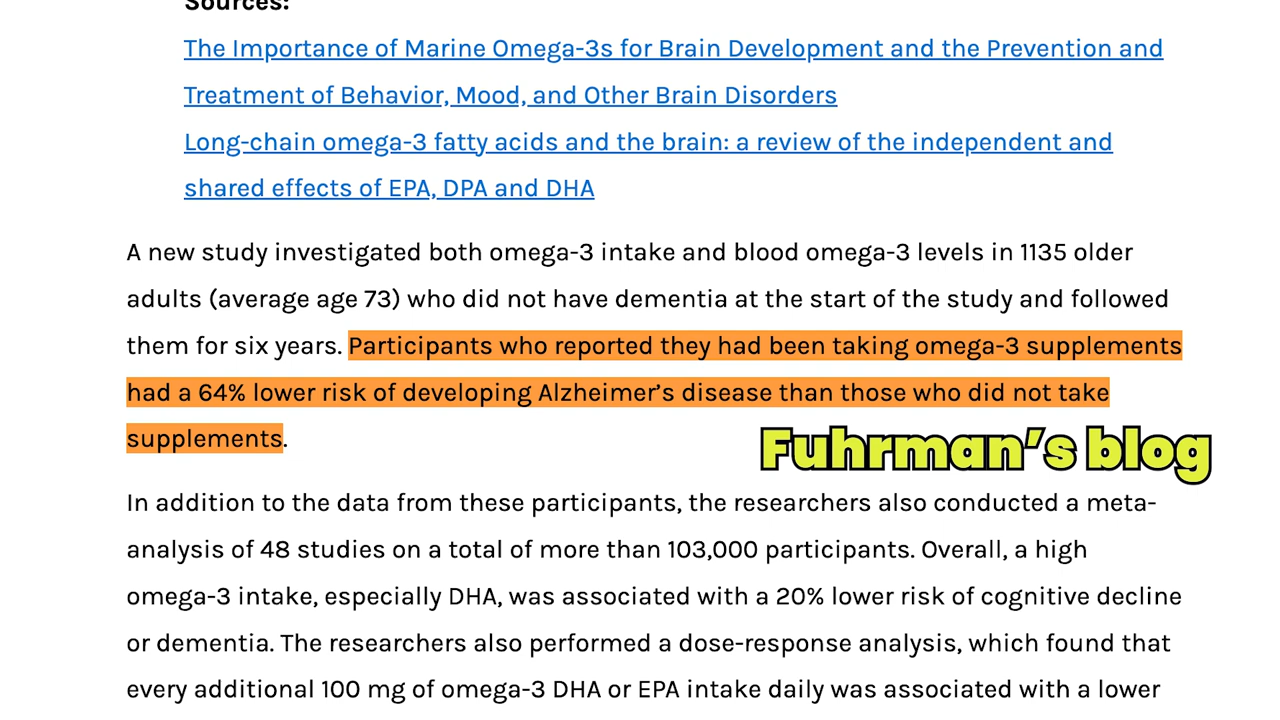 Sources:
The Importance of Marine Omega-3s for Brain Development and the Prevention and
Treatment of Behavior, Mood, and Other Brain Disorders
Long-chain omega-3 fatty acids and the brain: a review of the independent and
shared effects of EPA, DPA and DHA
A new study investigated both omega-3 intake and blood omega-3 levels in 1135 older
adults (average age 73) who did not have dementia at the start of the study and followed
them for six years. Participants who reported they had been taking omega-3 supplements
had a 64% lower risk of developing Alzheimer’s disease than those who did not take
supplements.
Fuhrman’s blog
In addition to the data from these participants, the researchers also conducted a meta-
analysis of 48 studies on a total of more than 103,000 participants. Overall, a high
omega-3 intake, especially DHA, was associated with a 20% lower risk of cognitive decline
or dementia. The researchers also performed a dose-response analysis, which found that
every additional 100 mg of omega-3 DHA or EPA intake daily was associated with a lower